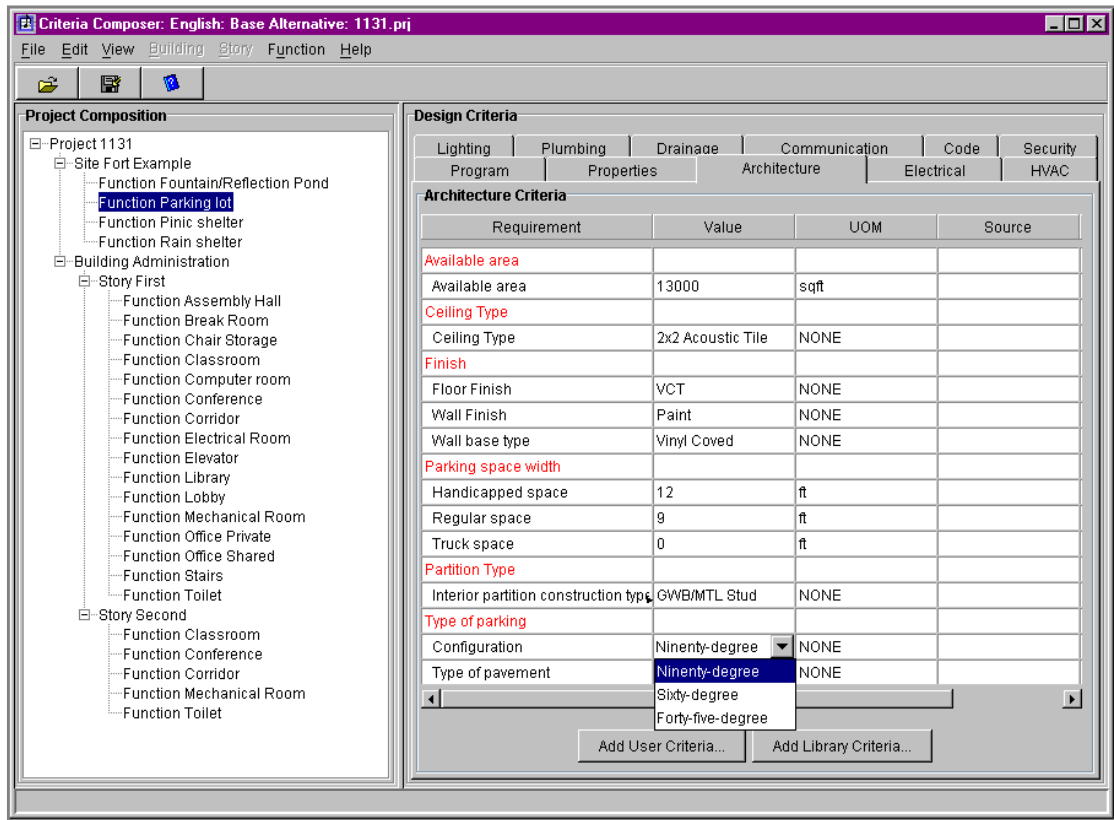 Criteria Composer: English: Base Alternative: 1131.prj
File Edit View Building Story Function Help
Project Composition
Project 1131
Site Fort Example
Function Fountain/Reflection Pond
Function Parking lot
Function Pinic shelter
Function Rain shelter
Building Administration
Story First
Function Assembly Hall
Function Break Room
Function Chair Storage
Function Classroom
Function Computer room
Function Conference
Function Corridor
Function Electrical Room
Function Elevator
Function Library
Function Lobby
Function Mechanical Room
Function Office Private
Function Office Shared
Function Stairs
Function Toilet
Story Second
Function Classroom
Function Conference
Function Corridor
Function Mechanical Room
Function Toilet
Design Criteria
Lighting Plumbing Drainage Communication Code Security
Program Properties Architecture Electrical HVAC
Architecture Criteria
Requirement Value UOM Source
Available area
Available area 13000 sqft
Ceiling Type
Ceiling Type 2x2 Acoustic Tile NONE
Finish
Floor Finish VCT NONE
Wall Finish Paint NONE
Wall base type Vinyl Coved NONE
Parking space width
Handicapped space 12 ft
Regular space 9 ft
Truck space 0 ft
Partition Type
Interior partition construction type GWB/MTL Stud NONE
Type of parking
Configuration Ninenty-degree NONE
Type of pavement Ninenty-degree NONE
Sixty-degree
Forty-five-degree
Add User Criteria... Add Library Criteria...